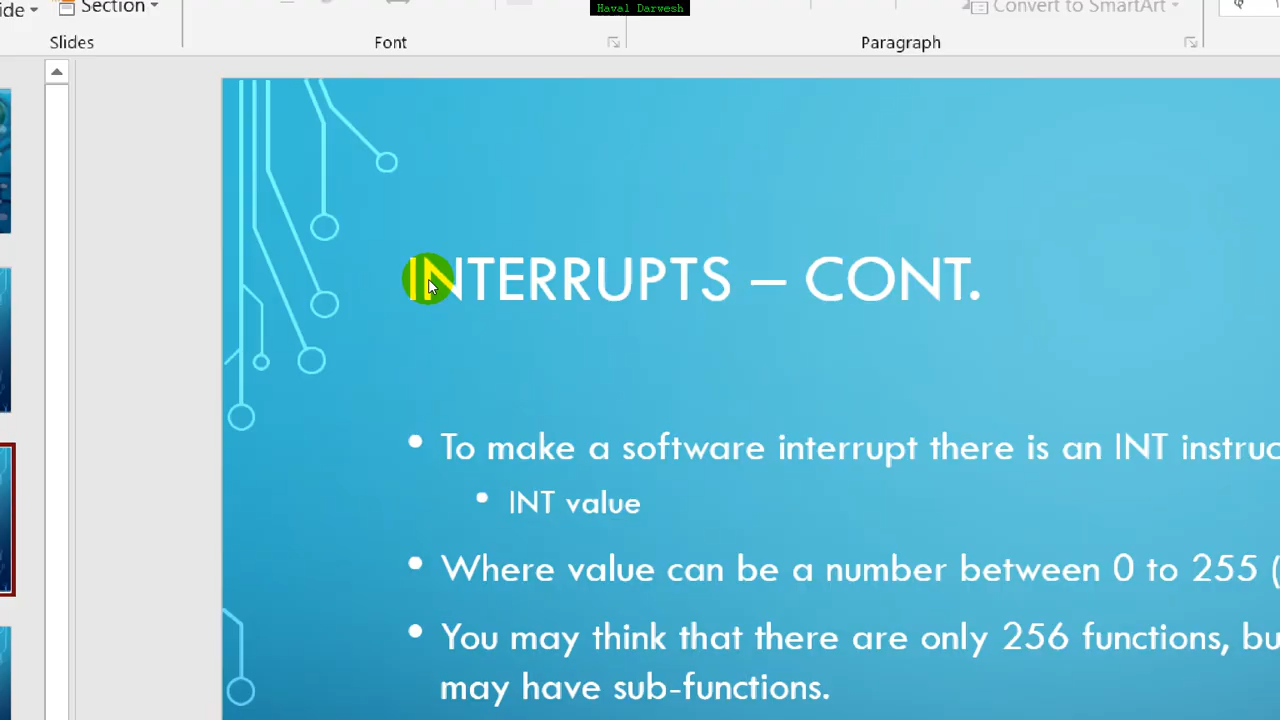 Haval Darwesh
Section
Convert to SmartArt
Slides
Font
Paragraph
INTERRUPTS – CONT.
• To make a software interrupt there is an INT
• INT value
• Where value can be a number between 0 to 255 (
• You may think that there are only 256 functions,
may have sub-functions.